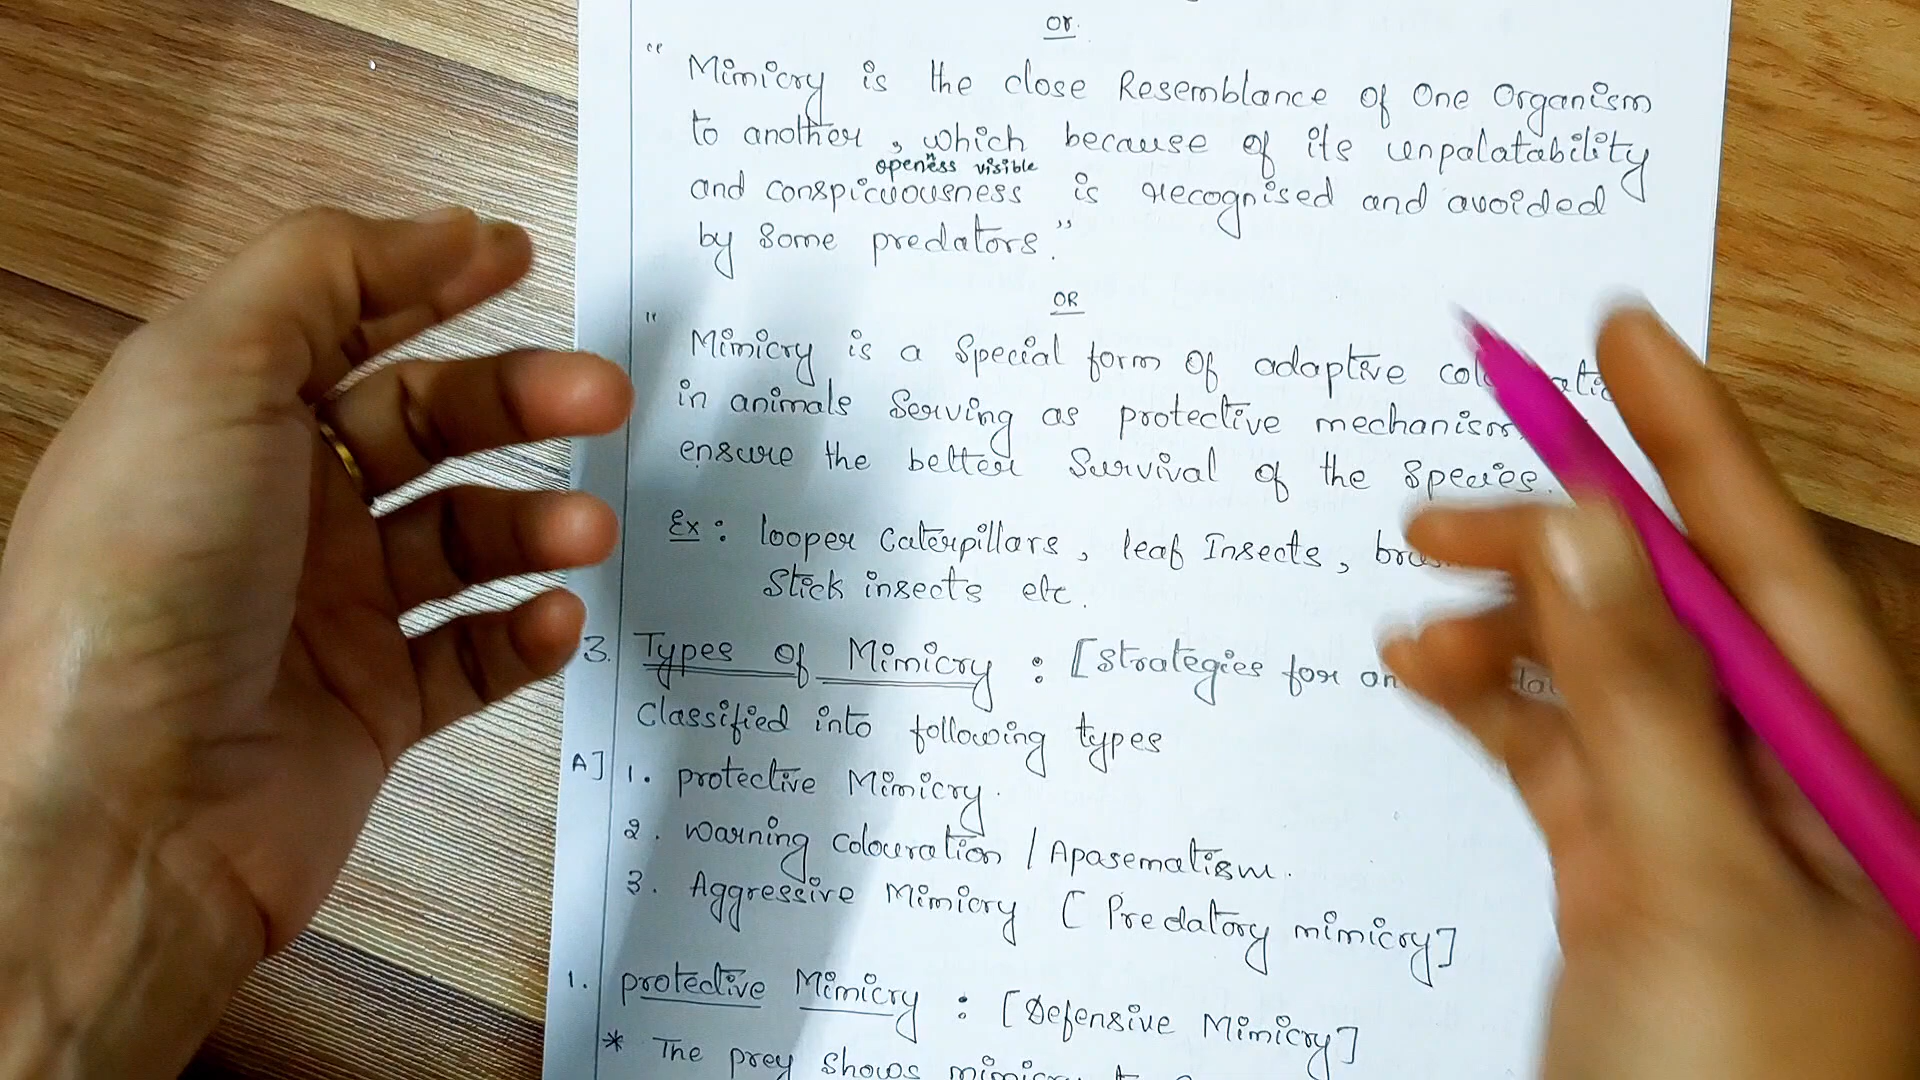 or
"Mimicry is the close Resemblance of One Organism
to another, which because of its unpalatability
openess visible
and conspicuousness is recognised and avoided
by some predators."
OR
"Mimicry is a special form of adaptive
in animals serving as protective mechanism
ensure the better survival of the species.
Ex: looper caterpillars, leaf Insects,
Stick insects etc.
3. Types of Mimicry: [strategies for
classified into following types
A] 1. protective Mimicry.
2. Warning colouration / Apasematism.
3. Aggressive Mimicry [Predatory mimicry]
1. protective Mimicry: [Defensive Mimicry]
* The prey shows